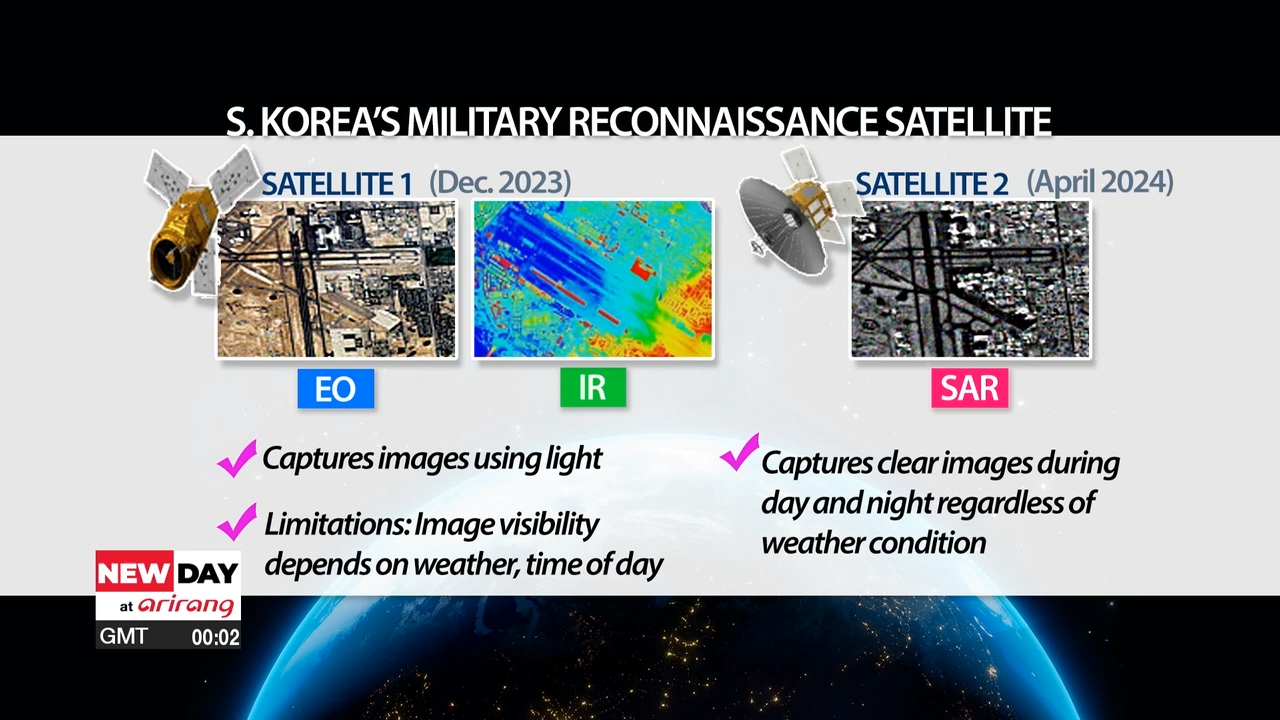 S. KOREA'S MILITARY RECONNAISSANCE SATELLITE
SATELLITE 1 (Dec. 2023)
EO
IR
Captures images using light
Limitations: Image visibility
depends on weather, time of day
SATELLITE 2 (April 2024)
SAR
Captures clear images during
day and night regardless of
weather condition
NEW DAY
at arirang
GMT 00:02